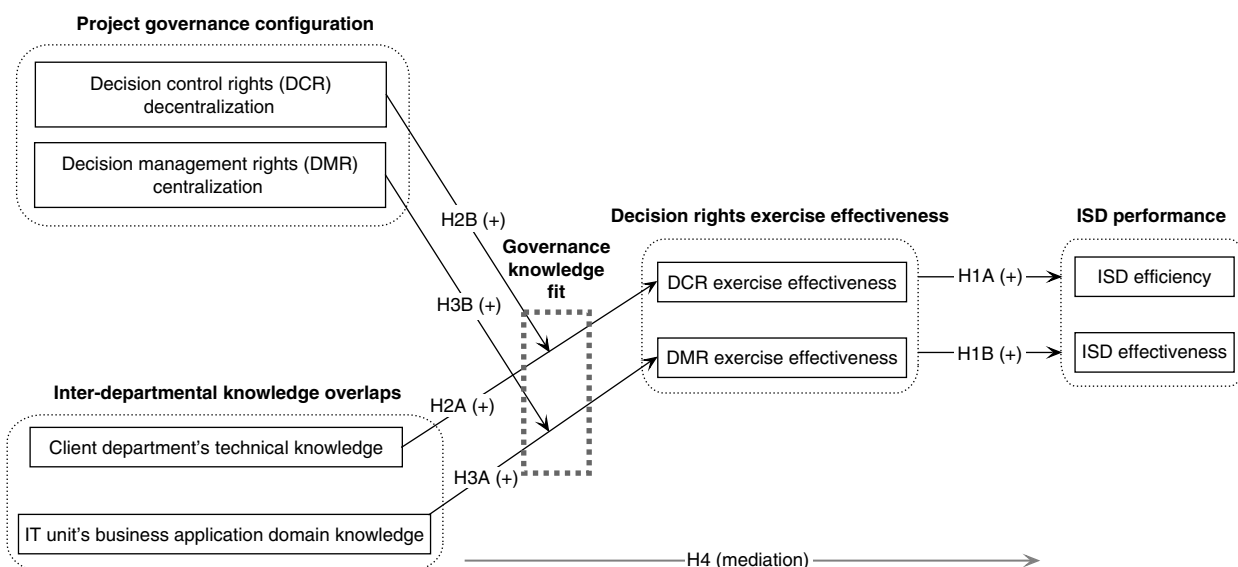 Project governance configuration
Decision control rights (DCR)
decentralization
Decision management rights (DMR)
centralization
H2B (+)
H3B (+)
Governance
knowledge
fit
Decision rights exercise effectiveness
DCR exercise effectiveness
DMR exercise effectiveness
H1A (+)
H1B (+)
ISD performance
ISD efficiency
ISD effectiveness
Inter-departmental knowledge overlaps
Client department's technical knowledge
IT unit's business application domain knowledge
H2A (+)
H3A (+)
H4 (mediation)